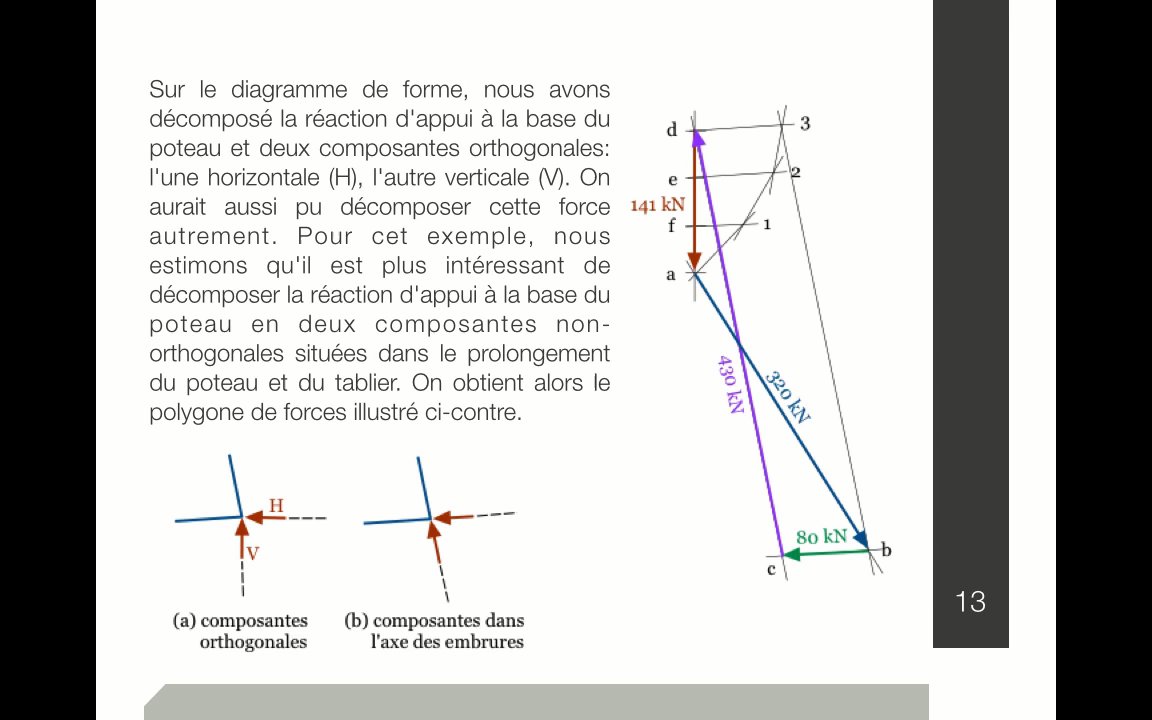 Sur le diagramme de forme, nous avons
décomposé la réaction d'appui à la base du
poteau et deux composantes orthogonales:
l'une horizontale (H), l'autre verticale (V). On
aurait aussi pu décomposer cette force
autrement. Pour cet exemple, nous
estimons qu'il est plus intéressant de
décomposer la réaction d'appui à la base du
poteau en deux composantes non-
orthogonales situées dans le prolongement
du poteau et du tablier. On obtient alors le
polygone de forces illustré ci-contre.
H
V
(a) composantes
orthogonales
(b) composantes dans
l'axe des embrures
d
3
e
2
141 kN
f
1
a
430 kN
320 kN
80 kN
b
c
13